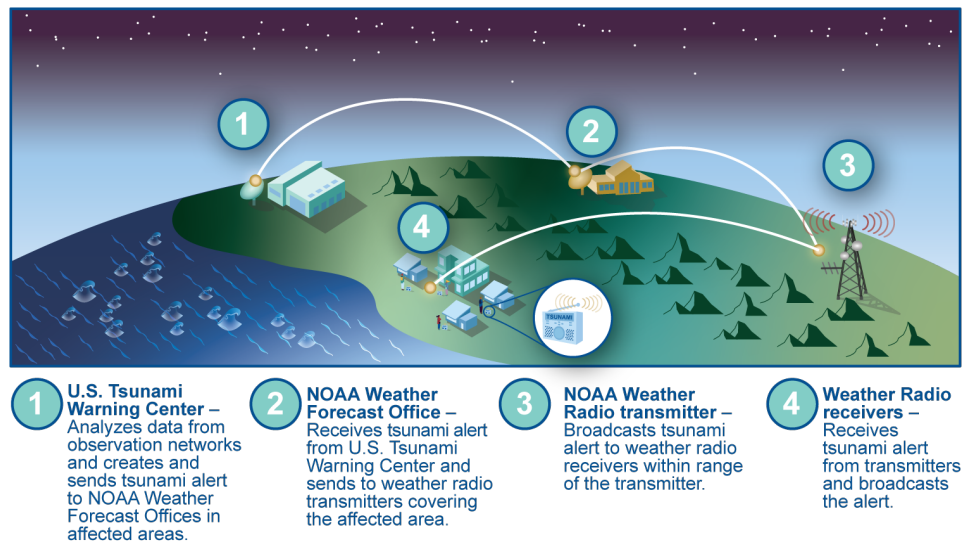 1
2
3
4
TSUNAMI
1
U.S. Tsunami
Warning Center –
Analyzes data from
observation networks
and creates and
sends tsunami alert
to NOAA Weather
Forecast Offices in
affected areas.
2
NOAA Weather
Forecast Office –
Receives tsunami alert
from U.S. Tsunami
Warning Center and
sends to weather radio
transmitters covering
the affected area.
3
NOAA Weather
Radio transmitter –
Broadcasts tsunami
alert to weather radio
receivers within range
of the transmitter.
4
Weather Radio
receivers –
Receives
tsunami alert
from transmitters
and broadcasts
the alert.